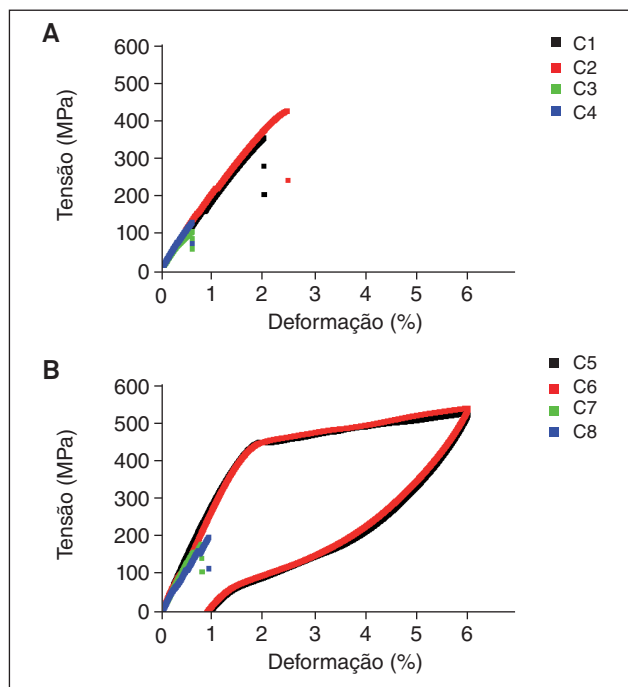 A
Tensão (MPa)
600
500
400
300
200
100
0
0 1 2 3 4 5 6
Deformação (%)
C1
C2
C3
C4
B
Tensão (MPa)
600
500
400
300
200
100
0
0 1 2 3 4 5 6
Deformação (%)
C5
C6
C7
C8